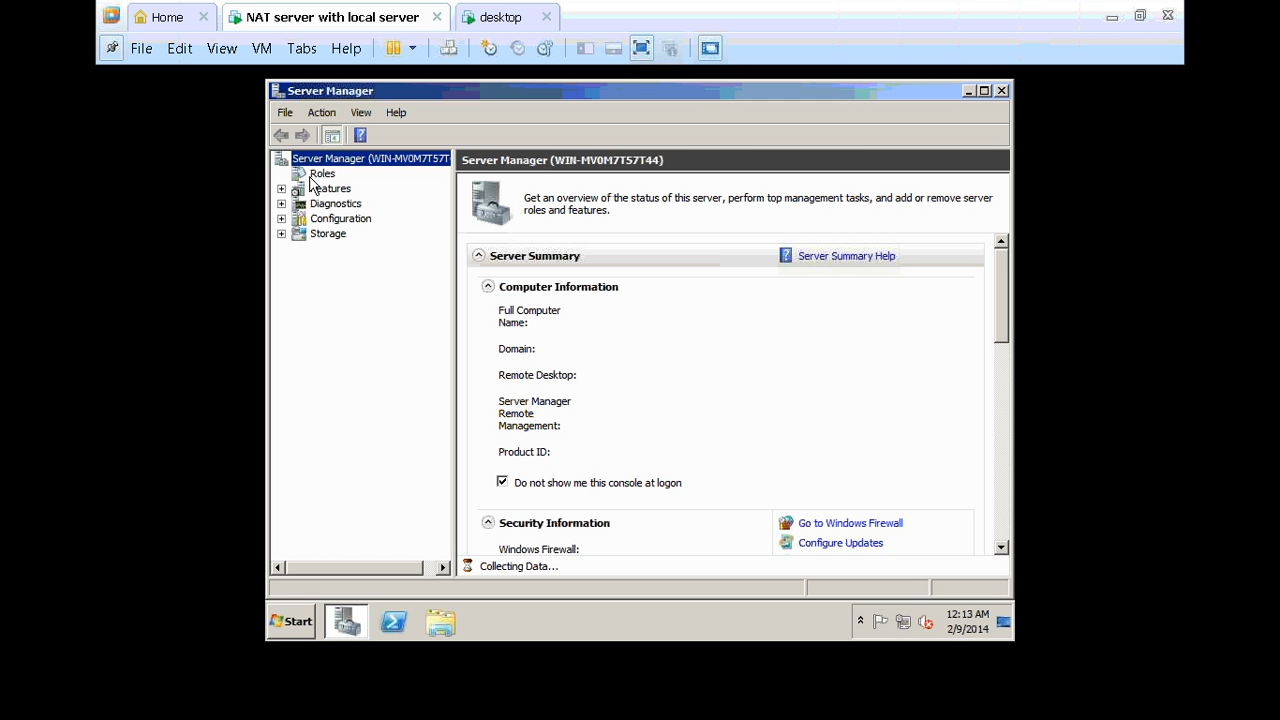 Home
NAT server with local server
desktop
File Edit View VM Tabs Help
Server Manager
File Action View Help
Server Manager (WIN-MV0M7T57T
Roles
Features
Diagnostics
Configuration
Storage
Server Manager (WIN-MV0M7T57T44)
Get an overview of the status of this server, perform top management tasks, and add or remove server
roles and features.
Server Summary
Server Summary Help
Computer Information
Full Computer
Name:
Domain:
Remote Desktop:
Server Manager
Remote
Management:
Product ID:
Do not show me this console at logon
Security Information
Go to Windows Firewall
Windows Firewall:
Configure Updates
Collecting Data...
Start
12:13 AM
2/9/2014